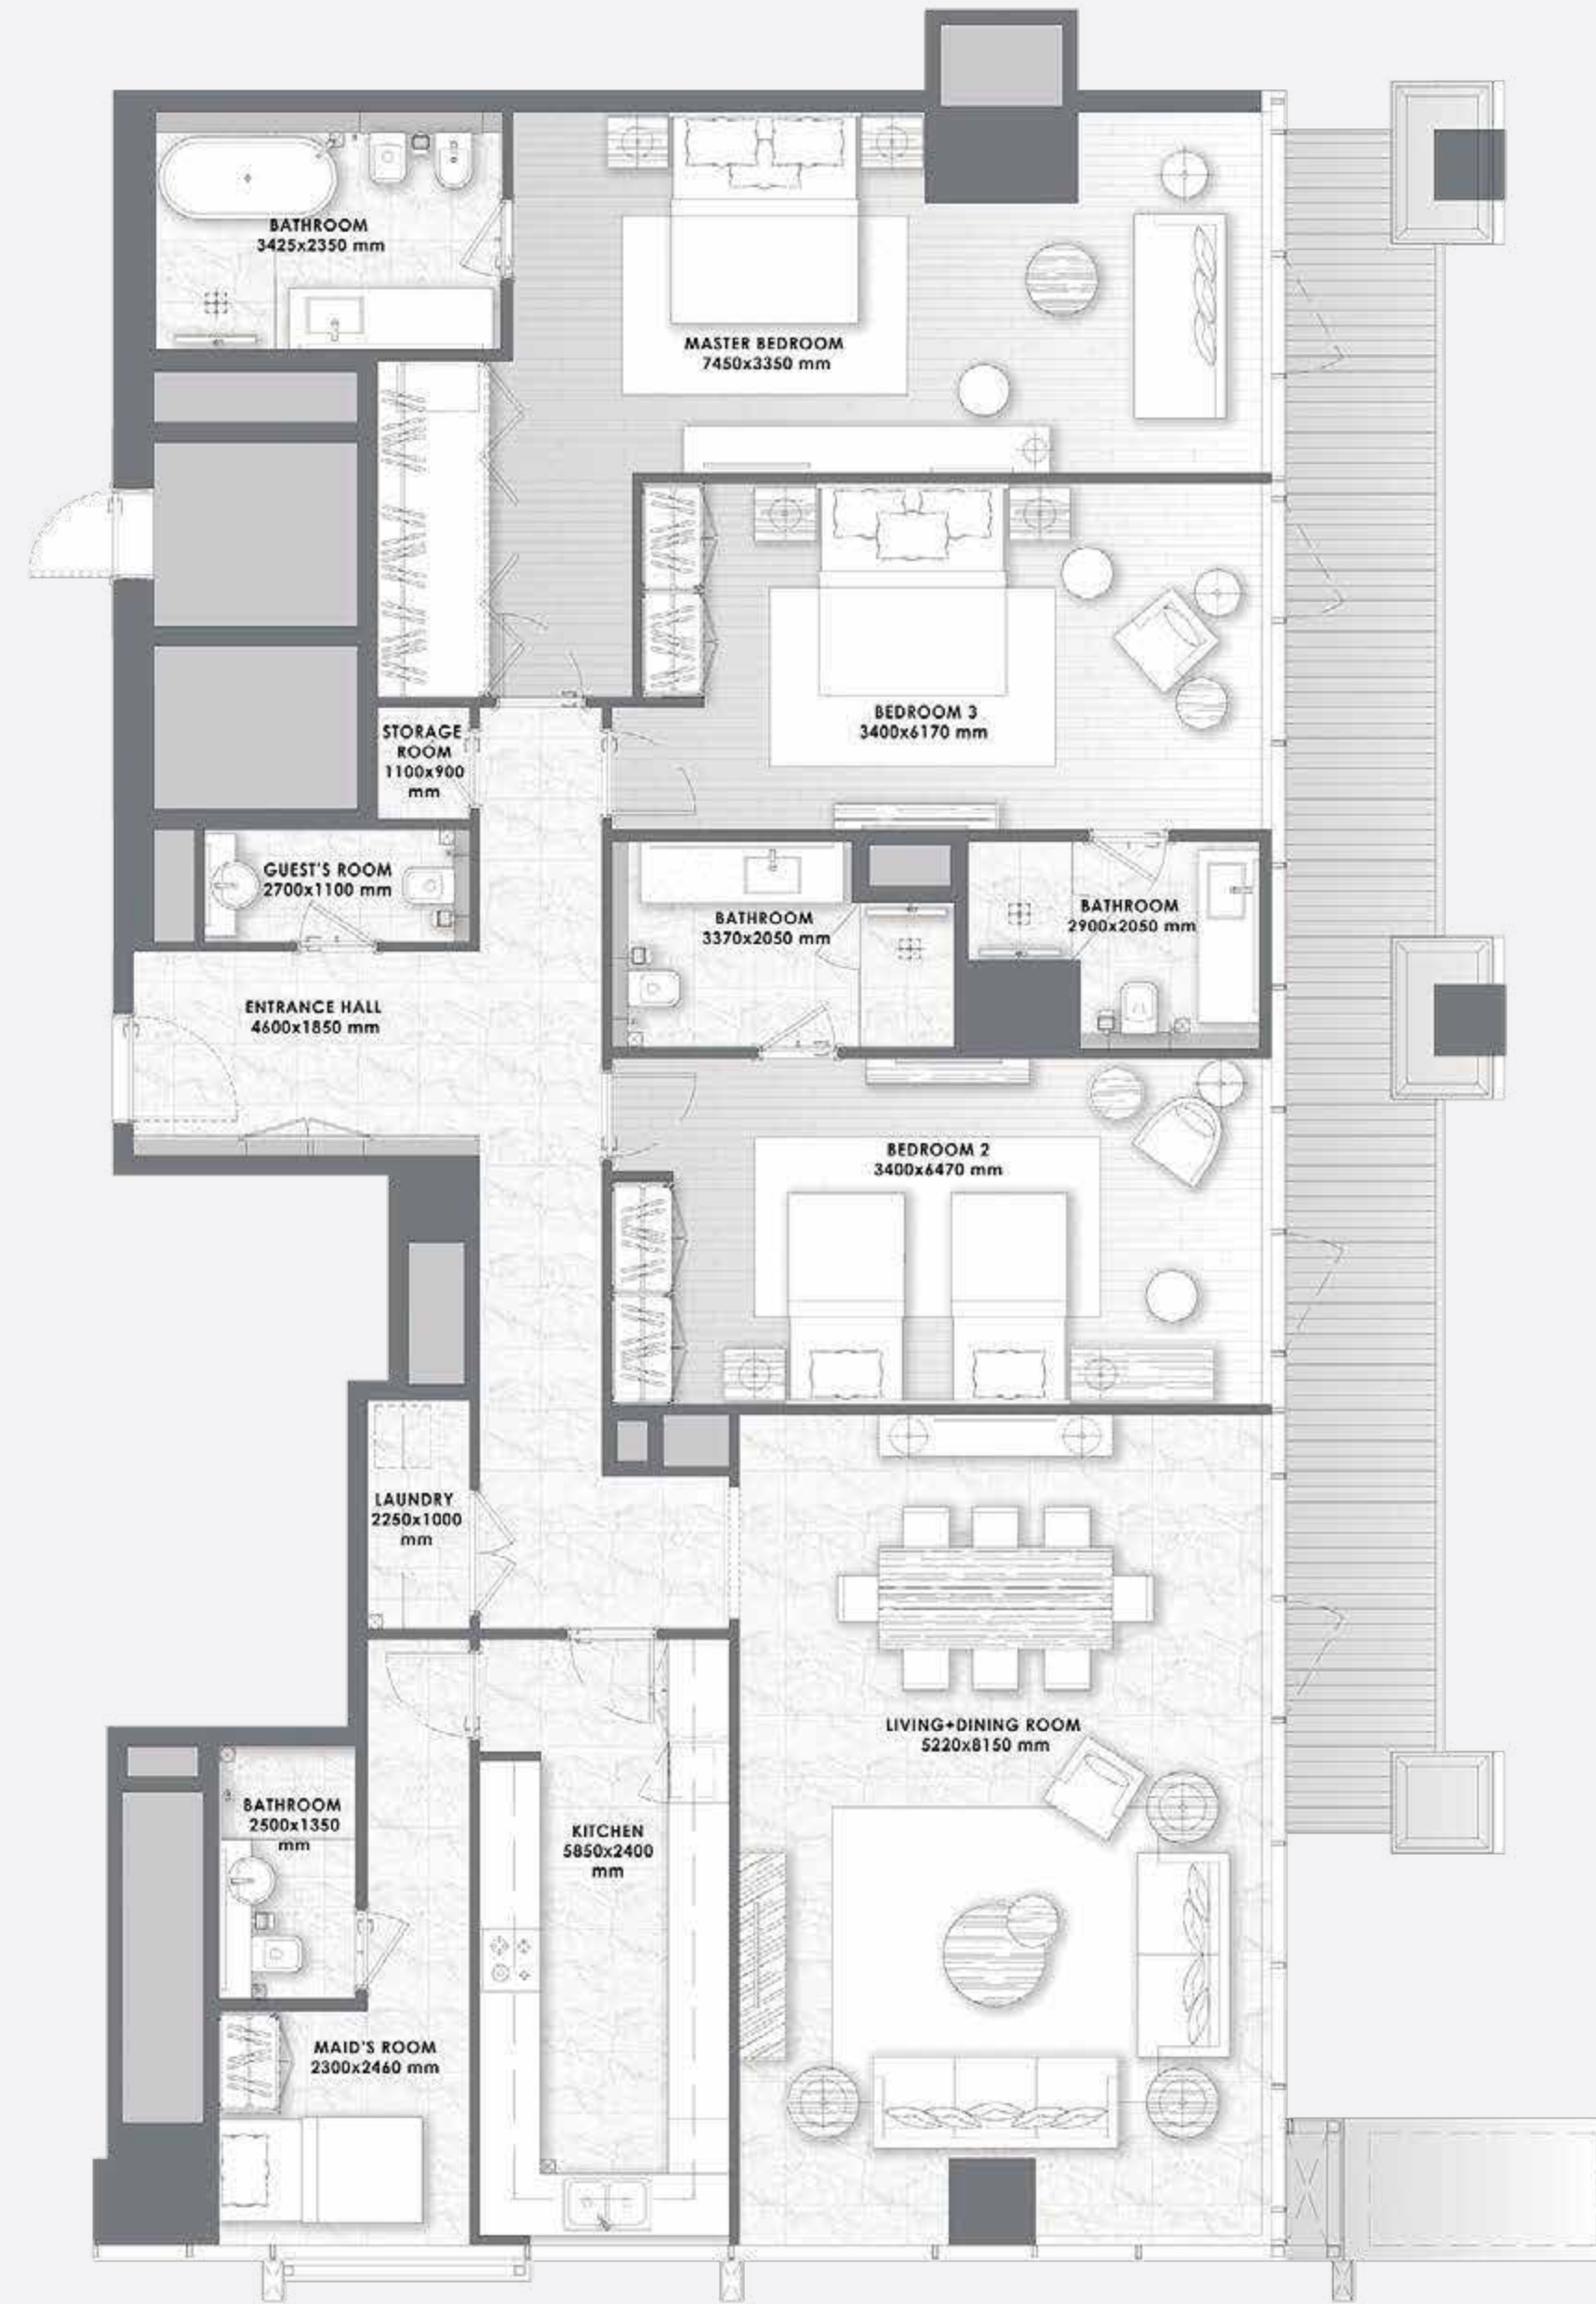 BATHROOM
3425x2350 mm
MASTER BEDROOM
7450x3350 mm
STORAGE
ROOM
1100x900
mm
BEDROOM 3
3400x6170 mm
GUEST'S ROOM
2700x1100 mm
BATHROOM
3370x2050 mm
BATHROOM
2900x2050 mm
ENTRANCE HALL
4600x1850 mm
BEDROOM 2
3400x6470 mm
LAUNDRY
2250x1000
mm
LIVING+DINING ROOM
5220x8150 mm
BATHROOM
2500x1350
mm
KITCHEN
5850x2400
mm
MAID'S ROOM
2300x2460 mm